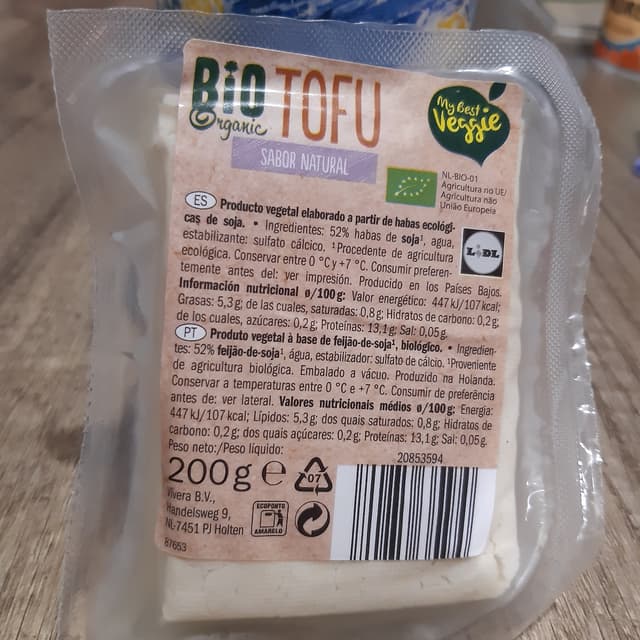 BIO
Organic
TOFU
SABOR NATURAL
My Best
Veggie
NL-BIO-01
Agricultura no UE/
Agricultura não
União Europeia
ES Producto vegetal elaborado a partir de habas ecológi-
cas de soja. • Ingredientes: 52% habas de soja¹, agua,
estabilizante: sulfato cálcico. ¹Procedente de agricultura
ecológica. Conservar entre 0 °C y +7 °C. Consumir preferen-
temente antes del: ver impresión. Producido en los Países Bajos.
Información nutricional ø/100g: Valor energético: 447 kJ/107 kcal;
Grasas: 5,3g; de las cuales, saturadas: 0,8g; Hidratos de carbono: 0,2g;
de los cuales, azúcares: 0,2g; Proteínas: 13,1g; Sal: 0,05g.
LIDL
PT Produto vegetal à base de feijão-de-soja¹, biológico. • Ingredien-
tes: 52% feijão-de-soja¹, água, estabilizador: sulfato de cálcio. ¹Proveniente
de agricultura biológica. Embalado a vácuo. Produzido na Holanda.
Conservar a temperaturas entre 0 °C e +7 °C. Consumir de preferência
antes de: ver lateral. Valores nutricionais médios ø/100g: Energia:
447 kJ/107 kcal; Lípidos: 5,3g; dos quais saturados: 0,8g; Hidratos de
carbono: 0,2g; dos quais açúcares: 0,2g; Proteínas: 13,1g; Sal: 0,05g.
Peso neto:/Peso líquido:
200g e
07
20853594
Vivera B.V.,
Handelsweg 9,
NL-7451 PJ Holten
ECOPONTO
AMARELO
87653